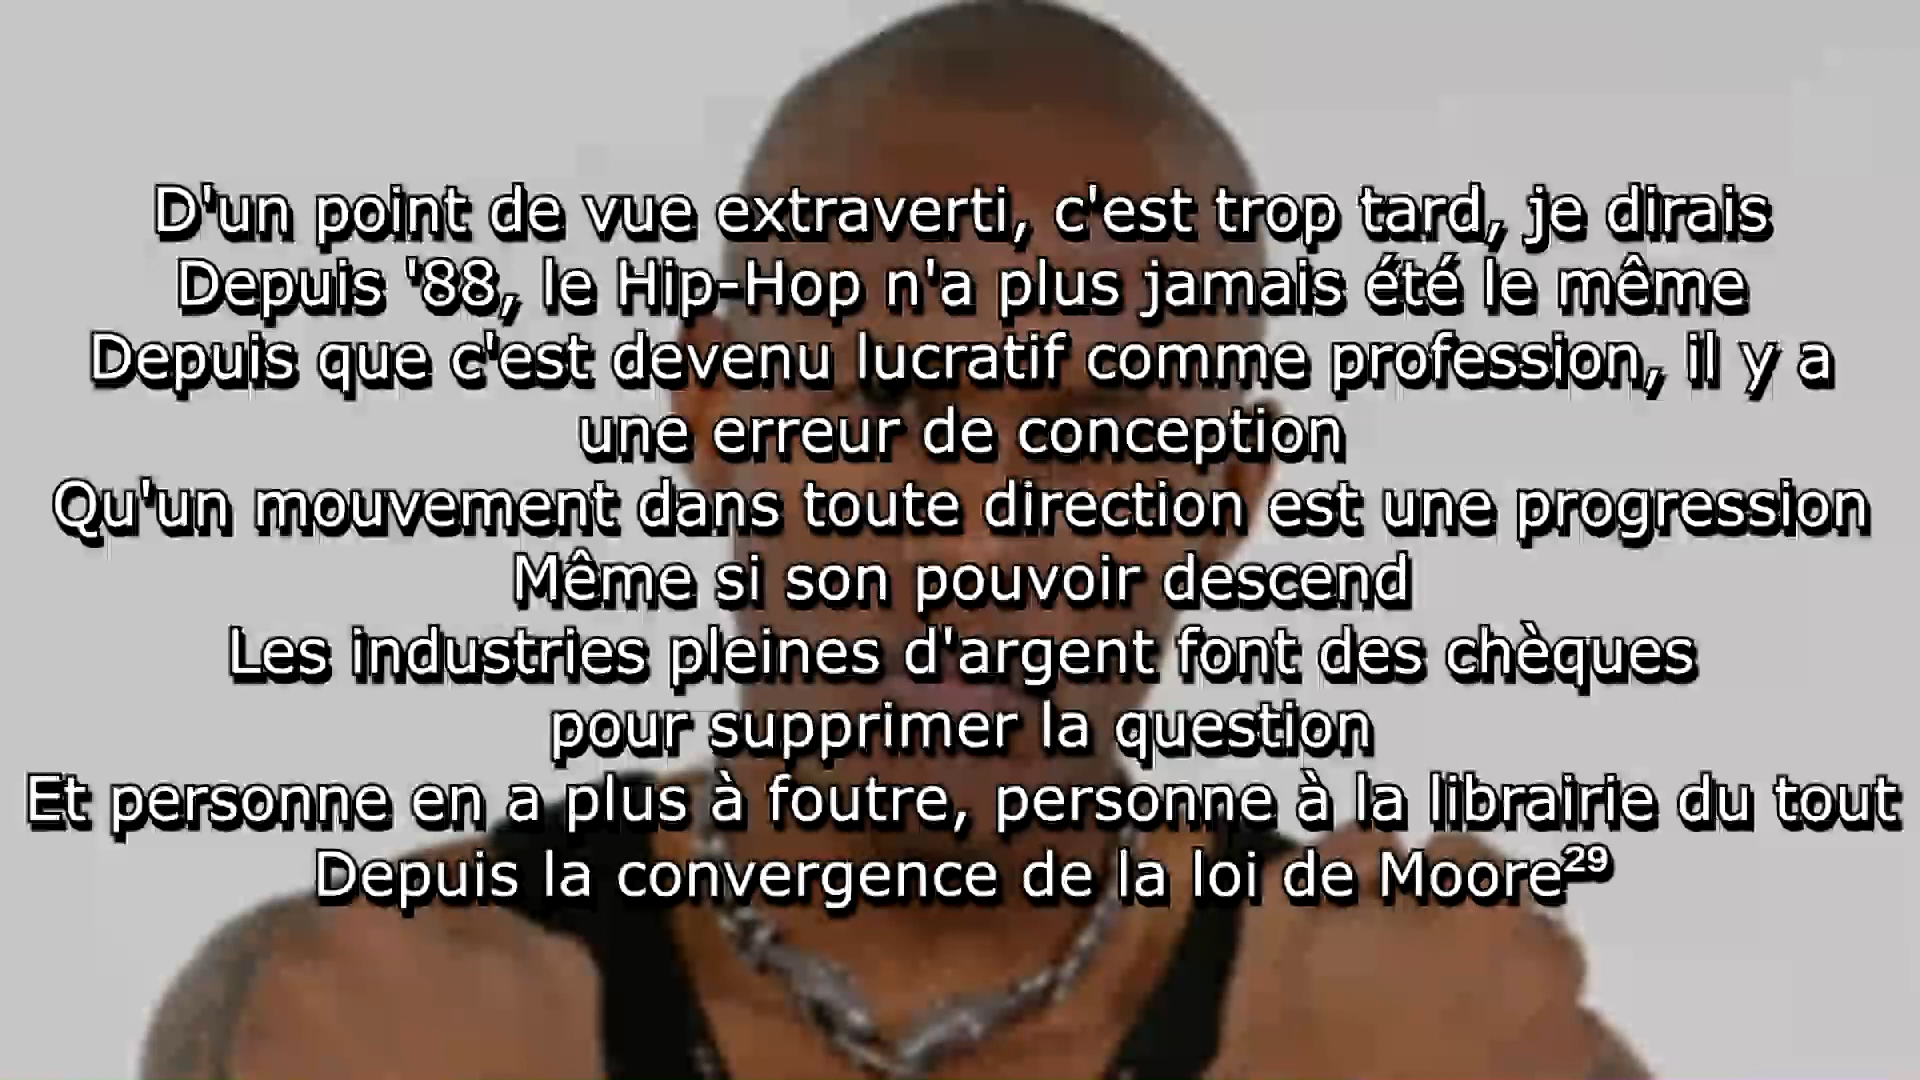 D'un point de vue extraverti, c'est trop tard, je dirais
Depuis '88, le Hip-Hop n'a plus jamais été le même
Depuis que c'est devenu lucratif comme profession, il y a
une erreur de conception
Qu'un mouvement dans toute direction est une progression
Même si son pouvoir descend
Les industries pleines d'argent font des chèques
pour supprimer la question
Et personne en a plus à foutre, personne à la librairie du tout
Depuis la convergence de la loi de Moore²⁹